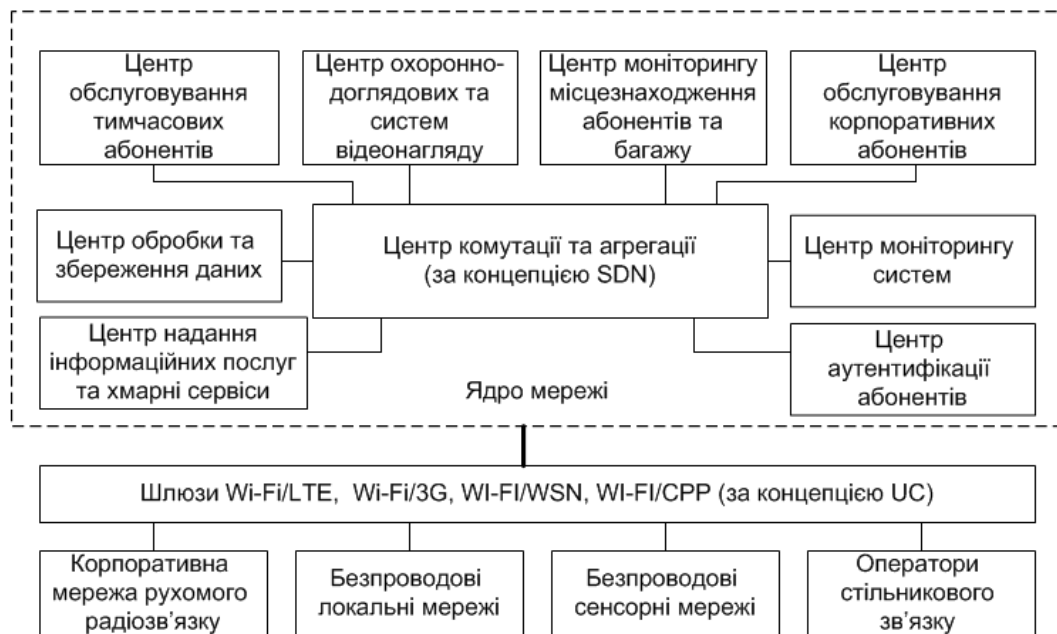 Центр
обслуговування
тимчасових
абонентів
Центр охоронно-
доглядових та
систем
відеонагляду
Центр моніторингу
місцезнаходження
абонентів та
багажу
Центр
обслуговування
корпоративних
абонентів
Центр обробки та
збереження даних
Центр комутації та агрегації
(за концепцією SDN)
Центр моніторингу
систем
Центр надання
інформаційних послуг
та хмарні сервіси
Ядро мережі
Центр
аутентифікації
абонентів
Шлюзи Wi-Fi/LTE, Wi-Fi/3G, WI-FI/WSN, WI-FI/CPP (за концепцією UC)
Корпоративна
мережа рухомого
радіозв’язку
Безпроводові
локальні мережі
Безпроводові
сенсорні мережі
Оператори
стільникового
зв’язку